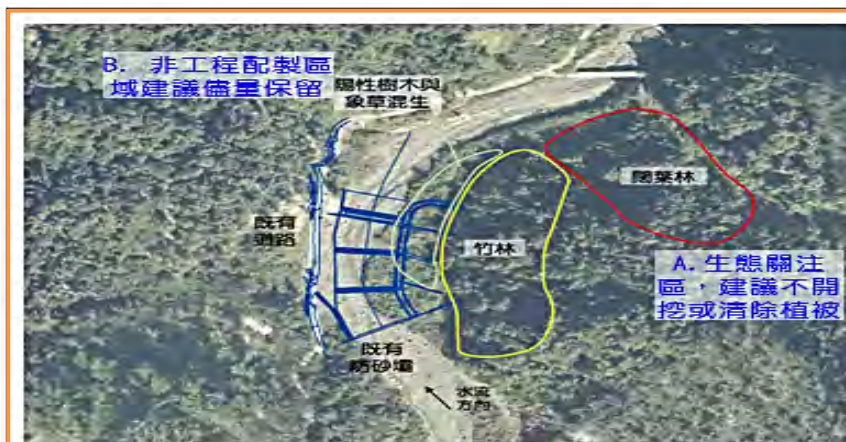 B. 非工程配製區
域建議儘量保留
陽性樹木與
象草混生
闊葉林
既有
道路
竹林
A.生態關注
區，建議不開
挖或清除植被
既有
防砂壩
水流
方向